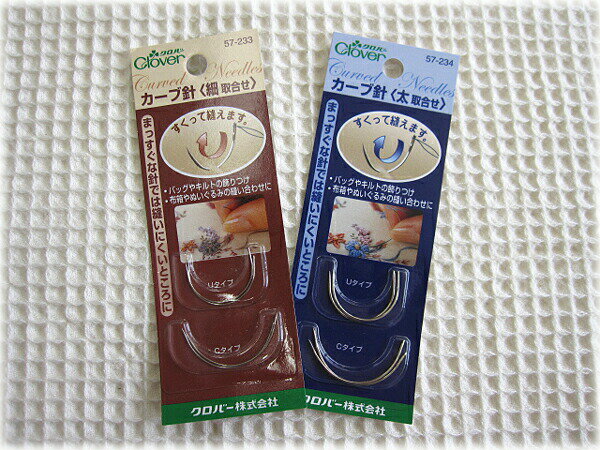 クロバー
Clover
57-233
Curved Needles
カーブ針〈細取合せ〉
まっすぐな針では縫いにくいところに
すくって縫えます。
・バッグやキルトの飾りつけ
・布箱やぬいぐるみの縫い合わせに
Uタイプ
Cタイプ
クロバー株式会社
クロバー
Clover
57-234
Curved Needles
カーブ針〈太取合せ〉
まっすぐな針では縫いにくいところに
すくって縫えます。
・バッグやキルトの飾りつけ
・布箱やぬいぐるみの縫い合わせに
Uタイプ
Cタイプ
クロバー株式会社